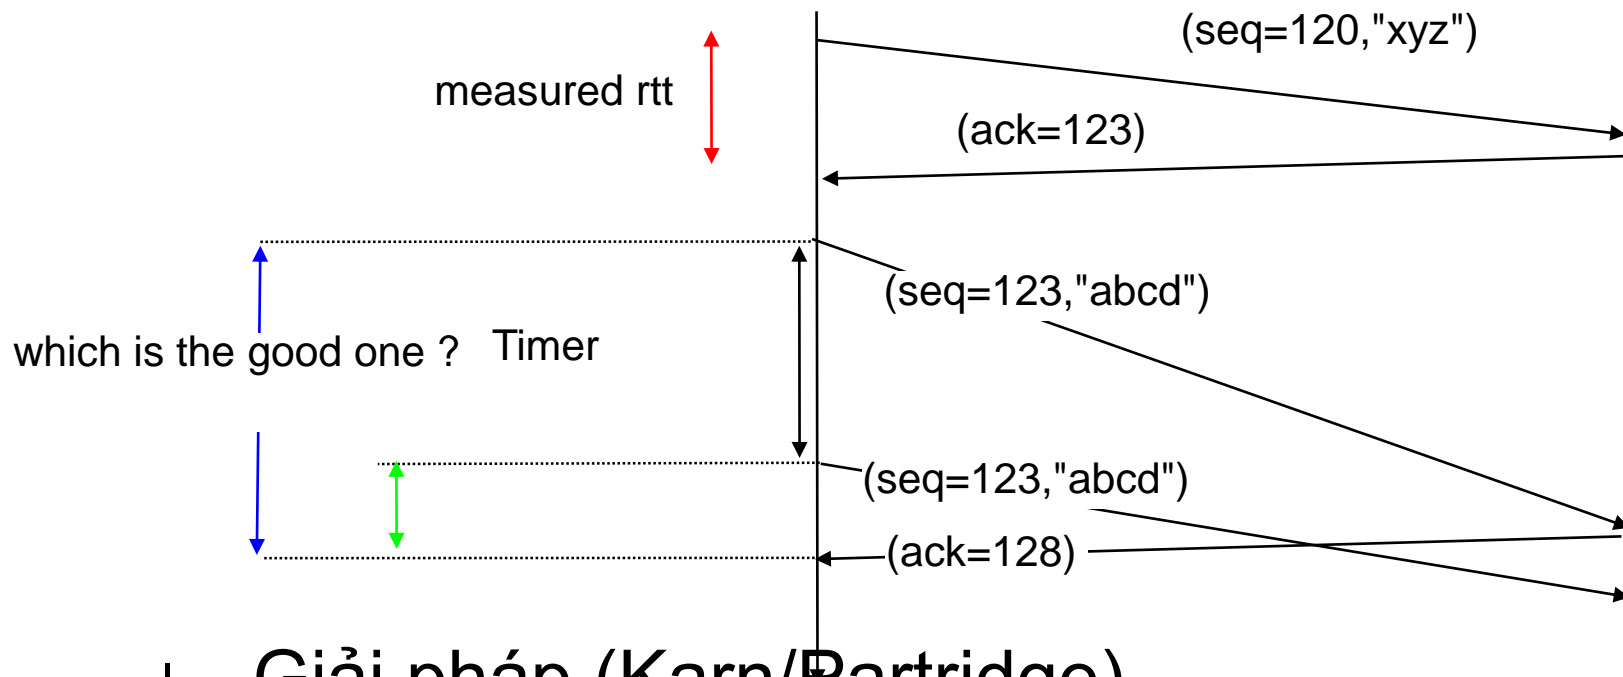 (seq=120,"xyz")
measured rtt
(ack=123)
(seq=123,"abcd")
which is the good one ? Timer
(seq=123,"abcd")
(ack=128)
Giải pháp (Karn/Partridge)